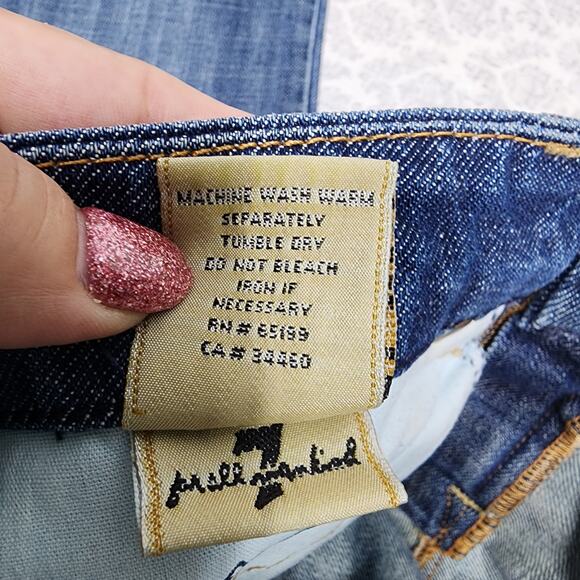 MACHINE WASH WARM
SEPARATELY
TUMBLE DRY
DO NOT BLEACH
IRON IF
NECESSARY
RN # 65199
CA # 34460
7
for all mankind